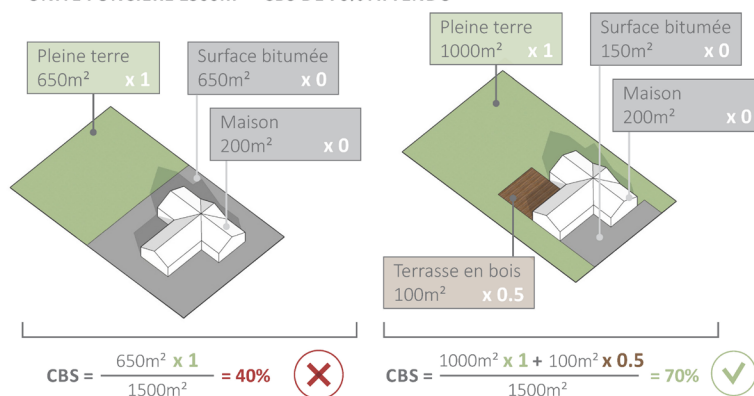 Pleine terre
650m² x 1
Surface bitumée
650m² x 0
Maison
200m² x 0
CBS = 650m² x 1 = 40%
1500m²
Pleine terre
1000m² x 1
Surface bitumée
150m² x 0
Maison
200m² x 0
Terrasse en bois
100m² x 0.5
CBS = 1000m² x 1 + 100m² x 0.5 = 70%
1500m²